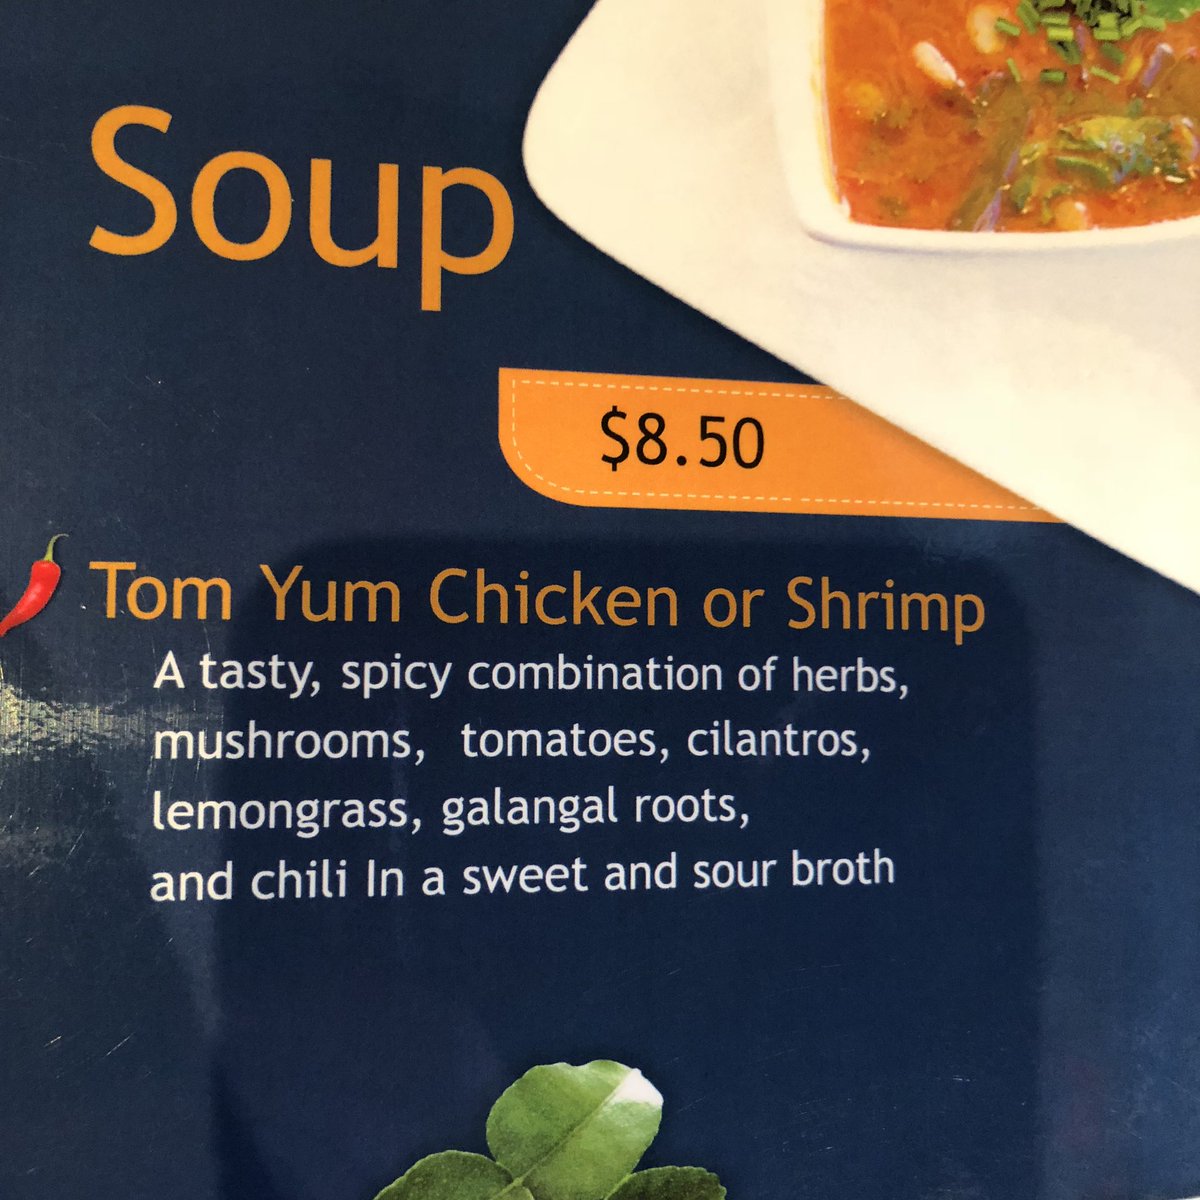 Soup
$8.50
Tom Yum Chicken or Shrimp
A tasty, spicy combination of herbs,
mushrooms, tomatoes, cilantros,
lemongrass, galangal roots,
and chili In a sweet and sour broth